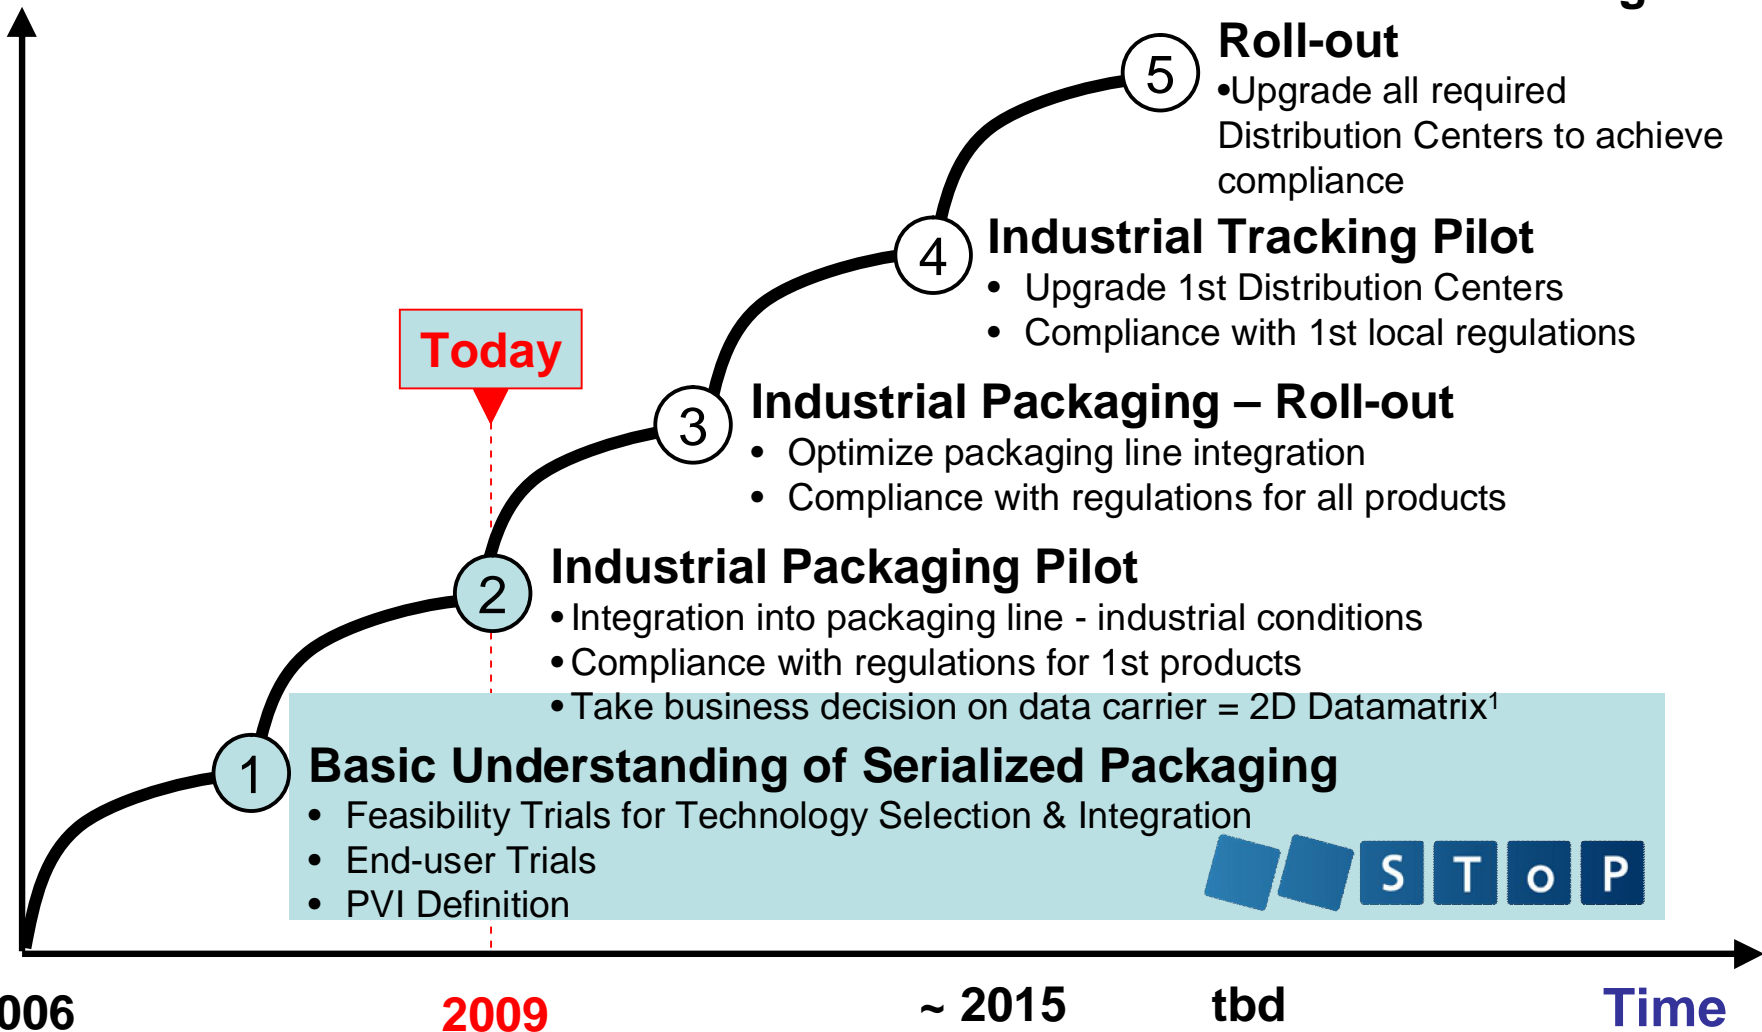 5
Roll-out
•Upgrade all required
Distribution Centers to achieve
compliance
4
Industrial Tracking Pilot
• Upgrade 1st Distribution Centers
• Compliance with 1st local regulations
Today
3
Industrial Packaging – Roll-out
• Optimize packaging line integration
• Compliance with regulations for all products
2
Industrial Packaging Pilot
• Integration into packaging line - industrial conditions
• Compliance with regulations for 1st products
• Take business decision on data carrier = 2D Datamatrix¹
1
Basic Understanding of Serialized Packaging
• Feasibility Trials for Technology Selection & Integration
• End-user Trials
• PVI Definition
S T o P
006
2009
~ 2015
tbd
Time